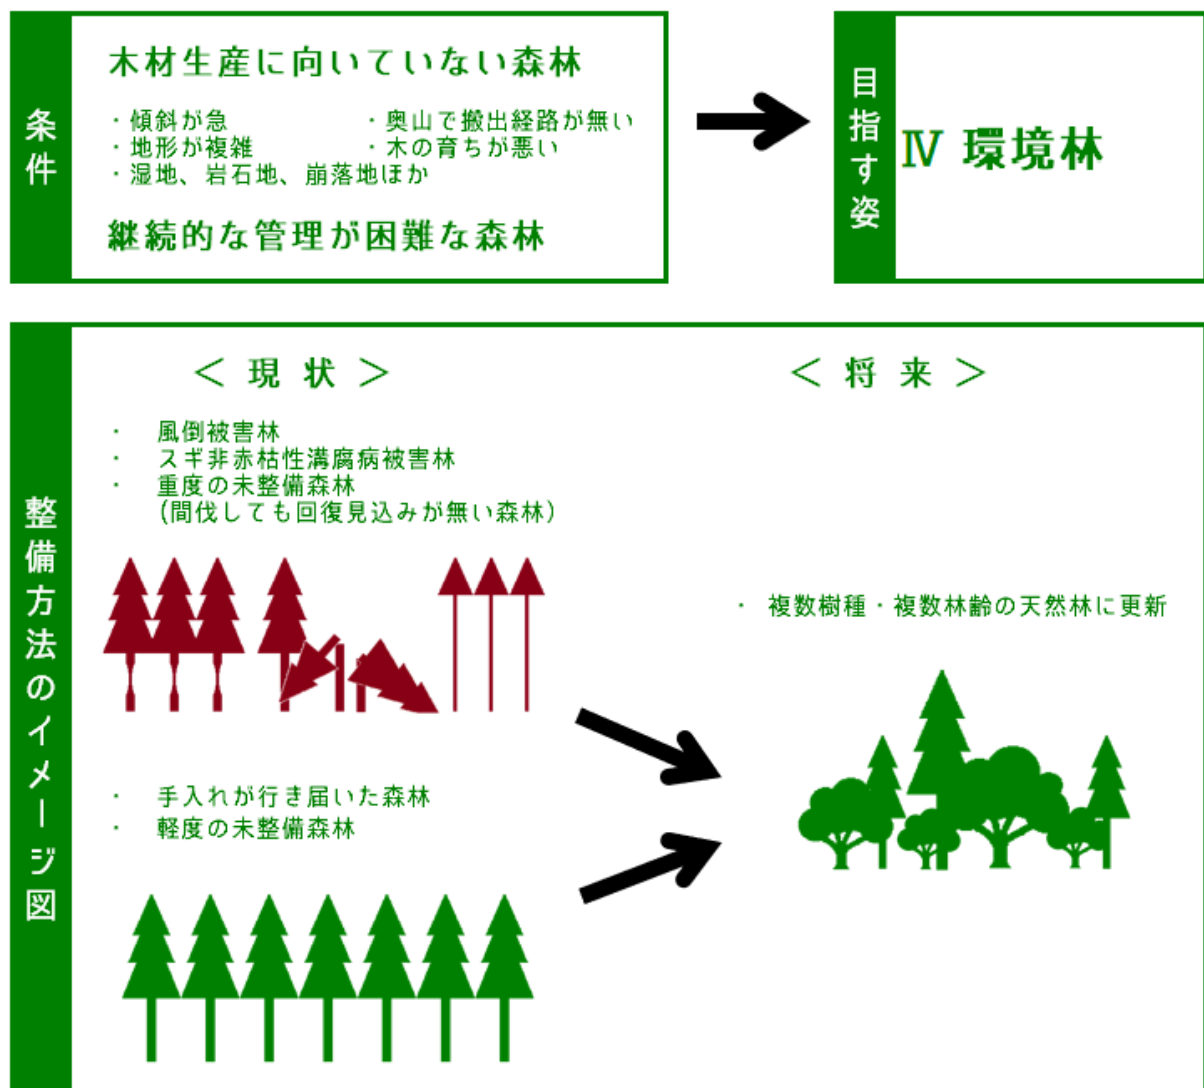 条件
木材生産に向いていない森林
・傾斜が急 ・奥山で搬出経路が無い
・地形が複雑 ・木の育ちが悪い
・湿地、岩石地、崩落地ほか
継続的な管理が困難な森林
目指す姿
Ⅳ 環境林
整備方法のイメージ図
＜ 現 状 ＞
・ 風倒被害林
・ スギ非赤枯性溝腐病被害林
・ 重度の未整備森林
(間伐しても回復見込みが無い森林)
・ 手入れが行き届いた森林
・ 軽度の未整備森林
＜ 将 来 ＞
・ 複数樹種・複数林齢の天然林に更新